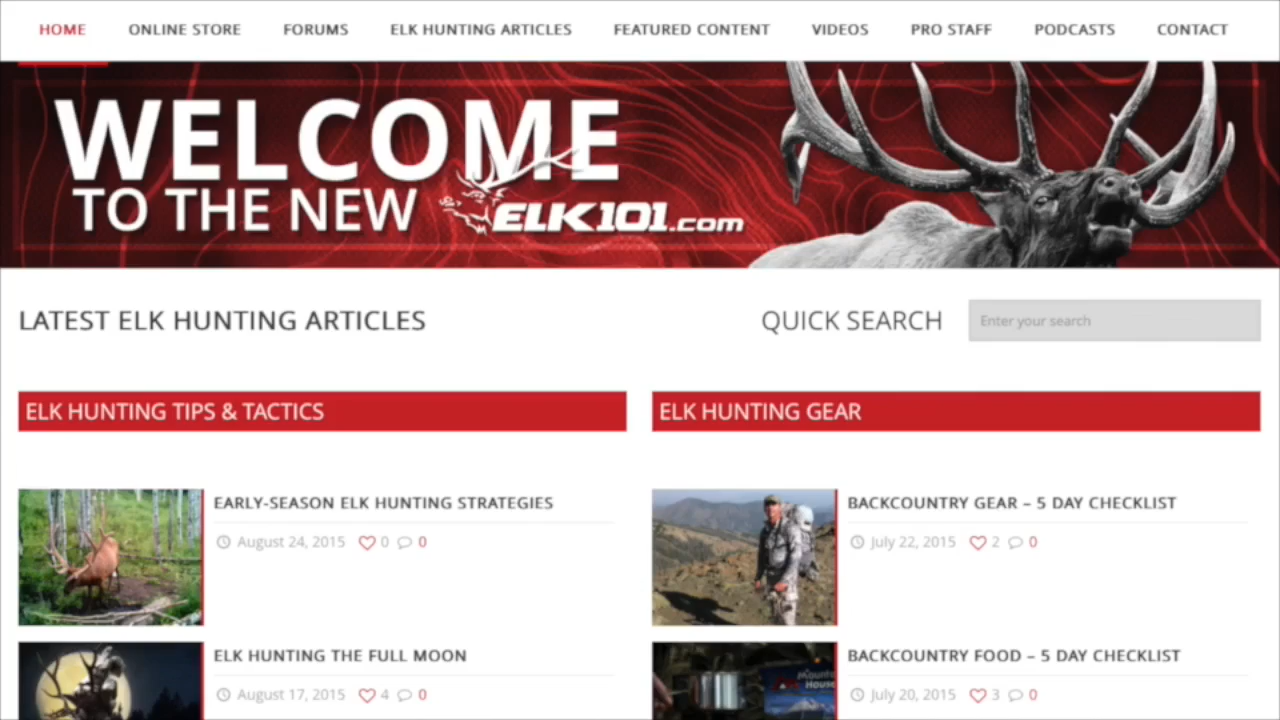 HOME ONLINE STORE FORUMS ELK HUNTING ARTICLES FEATURED CONTENT VIDEOS PRO STAFF PODCASTS CONTACT
WELCOME
TO THE NEW ELK101.com
LATEST ELK HUNTING ARTICLES
QUICK SEARCH Enter your search
ELK HUNTING TIPS & TACTICS
EARLY-SEASON ELK HUNTING STRATEGIES
August 24, 2015 0 0
ELK HUNTING THE FULL MOON
August 17, 2015 4 0
ELK HUNTING GEAR
BACKCOUNTRY GEAR – 5 DAY CHECKLIST
July 22, 2015 2 0
BACKCOUNTRY FOOD – 5 DAY CHECKLIST
Mountain
House
July 20, 2015 3 0